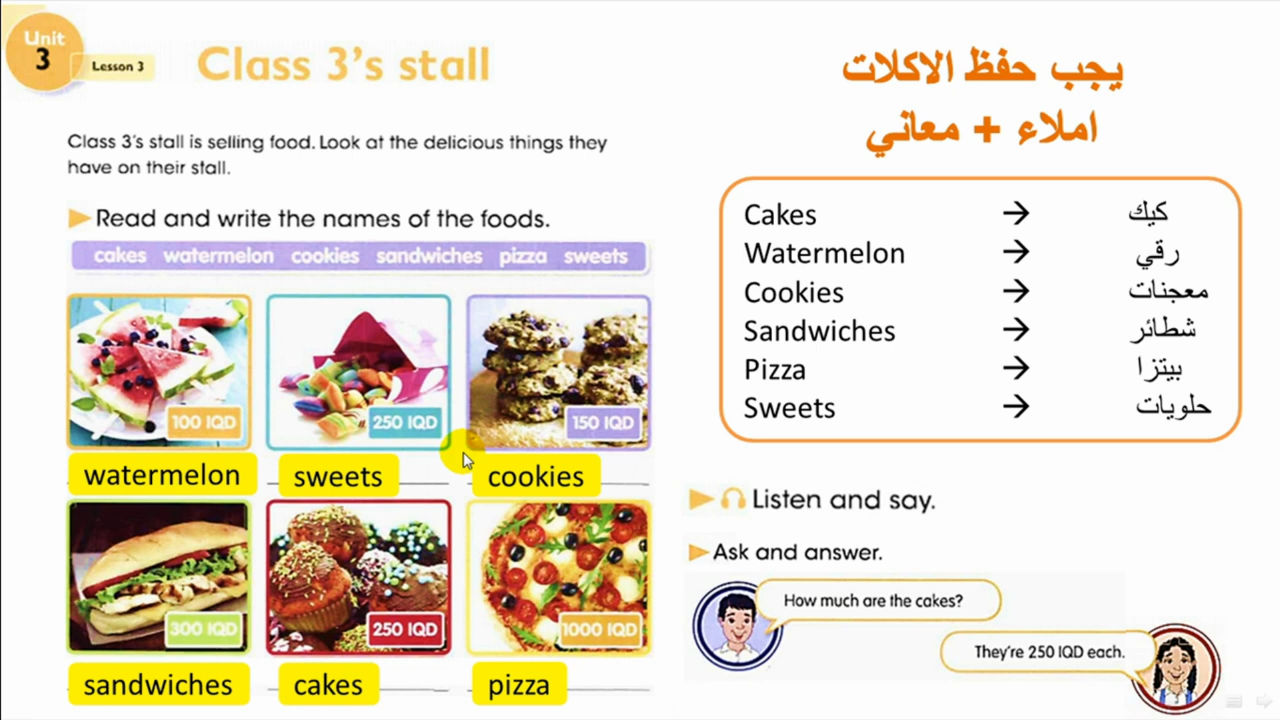 Unit
3
Lesson 3
Class 3's stall
Class 3's stall is selling food. Look at the delicious things they
have on their stall.
Read and write the names of the foods.
cakes watermelon cookies sandwiches pizza sweets
100 IQD
250 IQD
150 IQD
watermelon
sweets
cookies
300 IQD
250 IQD
1000 IQD
sandwiches
cakes
pizza
يجب حفظ الاكلات
املاء + معاني
Cakes → كيك
Watermelon → رقي
Cookies → معجنات
Sandwiches → شطائر
Pizza → بيتزا
Sweets → حلويات
Listen and say.
Ask and answer.
How much are the cakes?
They're 250 IQD each.